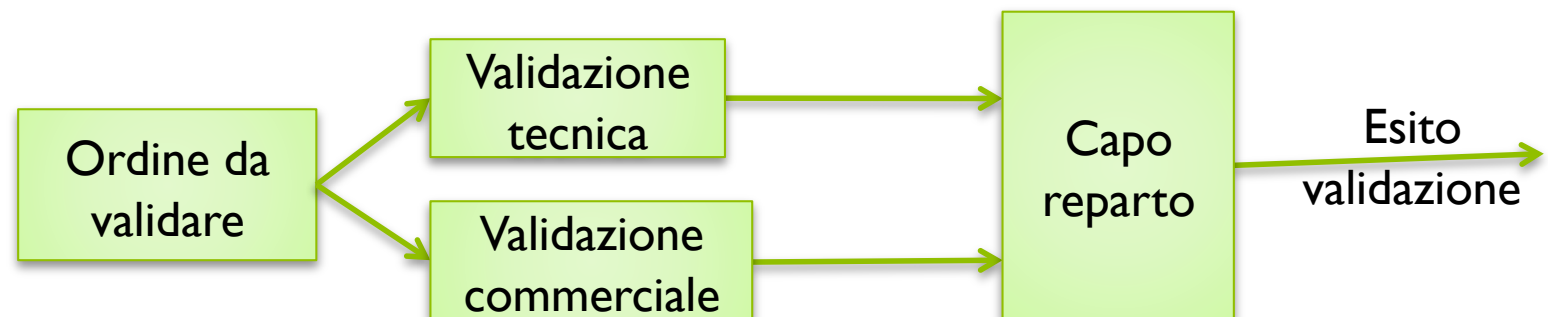 Ordine da
validare
Validazione
tecnica
Validazione
commerciale
Capo
reparto
Esito
validazione